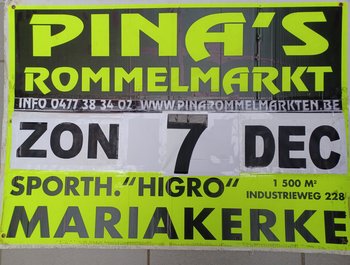 PINA'S
ROMMELMARKT
INFO 0477 38 34 02 WWW.PINAROMMELMARKTEN.BE
ZON 7 DEC
SPORTH. "HIGRO" 1 500 M²
INDUSTRIEWEG 228
MARIAKERKE